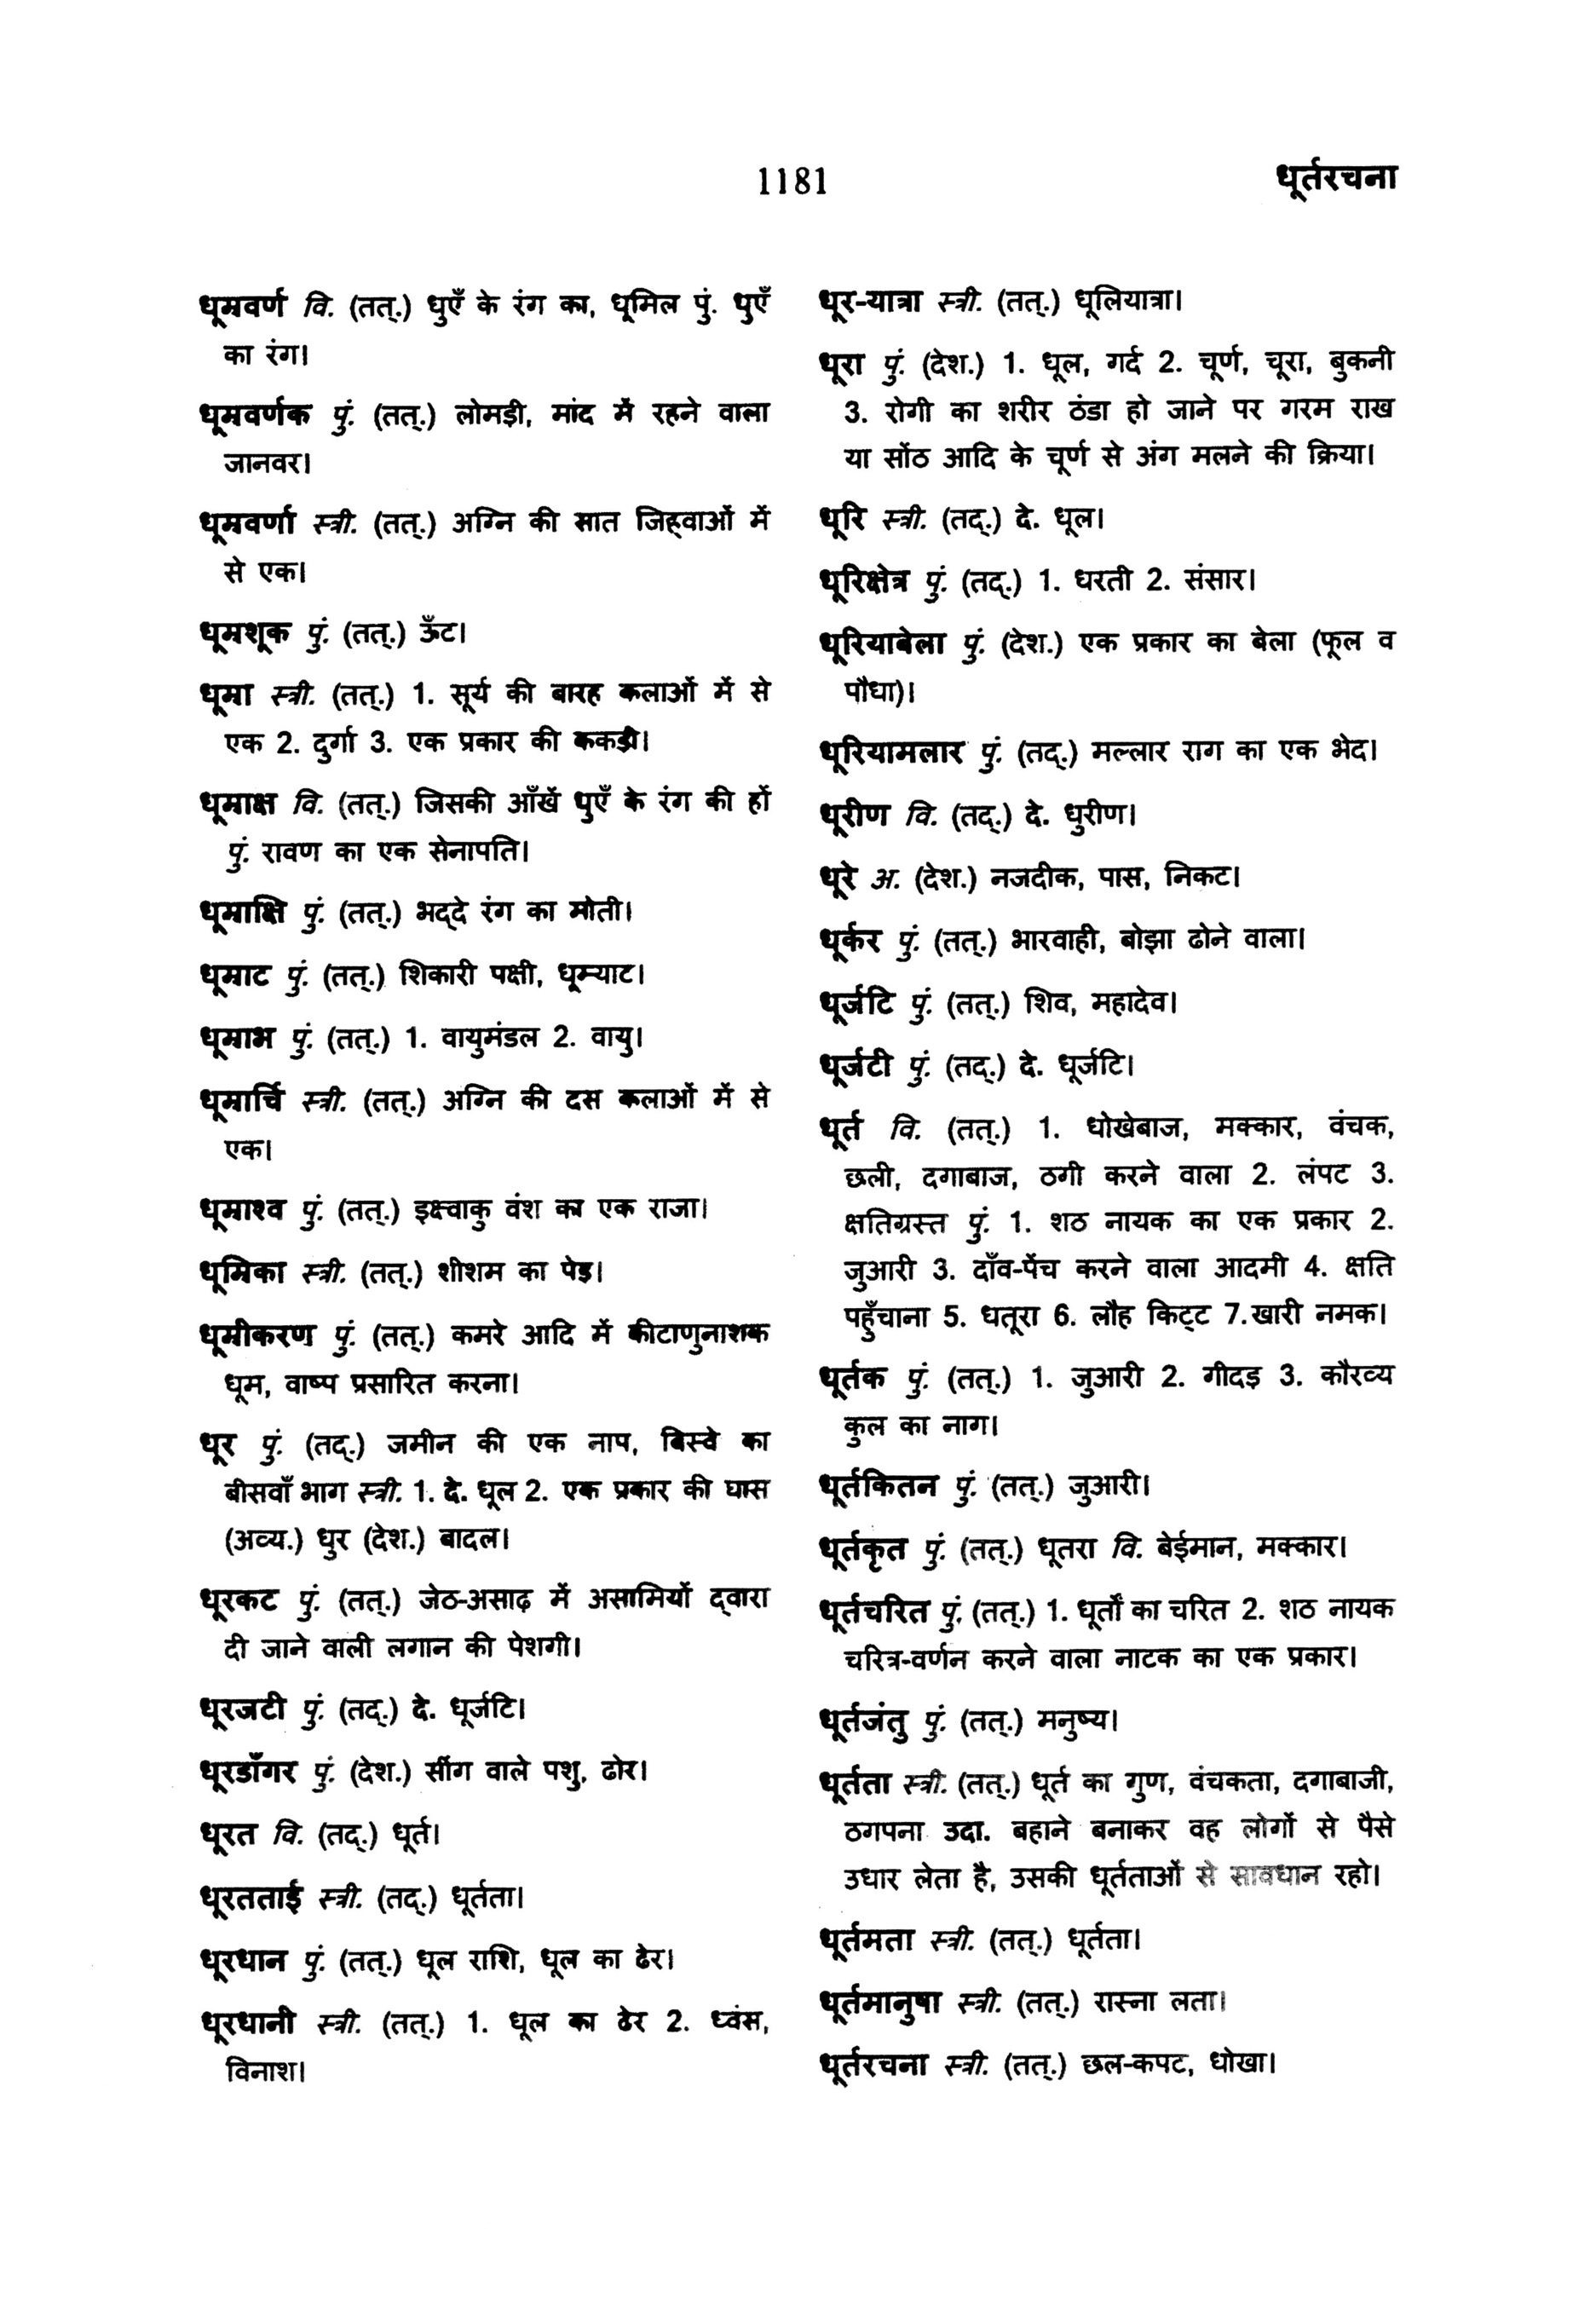 1181
धूर्तरचना
धूम्रवर्ण वि. (तत्.) धुएँ के रंग का, धूमिल पुं. धुएँ
का रंग।
धूम्रवर्णक पुं. (तत्.) लोमड़ी, मांद में रहने वाला
जानवर।
धूम्रवर्णा स्त्री. (तत्.) अग्नि की सात जिह्वाओं में
से एक।
धूम्रशूक पुं. (तत्.) ऊँट।
धूम्रा स्त्री. (तत्.) 1. सूर्य की बारह कलाओं में से
एक 2. दुर्गा 3. एक प्रकार की ककड़ी।
धूम्राक्ष वि. (तत्.) जिसकी आँखें धुएँ के रंग की हों
पुं. रावण का एक सेनापति।
धूम्राक्षि पुं. (तत्.) भद्दे रंग का मोती।
धूम्राट पुं. (तत्.) शिकारी पक्षी, धूम्याट।
धूम्राभ पुं. (तत्.) 1. वायुमंडल 2. वायु।
धूम्रार्चि स्त्री. (तत्.) अग्नि की दस कलाओं में से
एक।
धूम्राश्व पुं. (तत्.) इक्ष्वाकु वंश का एक राजा।
धूम्रिका स्त्री. (तत्.) शीशम का पेड़।
धूम्रीकरण पुं. (तत्.) कमरे आदि में कीटाणुनाशक
धूम, वाष्प प्रसारित करना।
धूर पुं. (तद्.) जमीन की एक नाप, बिस्वे का
बीसवाँ भाग स्त्री. 1. दे. धूल 2. एक प्रकार की घास
(अव्य.) धुर (देश.) बादल।
धूरकट पुं. (तत्.) जेठ-असाढ़ में असामियों द्वारा
दी जाने वाली लगान की पेशगी।
धूरजटी पुं. (तद्.) दे. धूर्जटि।
धूरडाँगर पुं. (देश.) सींग वाले पशु, ढोर।
धूरत वि. (तद्.) धूर्त।
धूरतताई स्त्री. (तद्.) धूर्तता।
धूरधान पुं. (तत्.) धूल राशि, धूल का ढेर।
धूरधानी स्त्री. (तत्.) 1. धूल का ढेर 2. ध्वंस,
विनाश।
धूर-यात्रा स्त्री. (तत्.) धूलियात्रा।
धूरा पुं. (देश.) 1. धूल, गर्द 2. चूर्ण, चूरा, बुकनी
3. रोगी का शरीर ठंडा हो जाने पर गरम राख
या सोंठ आदि के चूर्ण से अंग मलने की क्रिया।
धूरि स्त्री. (तद्.) दे. धूल।
धूरिक्षेत्र पुं. (तद्.) 1. धरती 2. संसार।
धूरियाबेला पुं. (देश.) एक प्रकार का बेला (फूल व
पौधा)।
धूरियामलार पुं. (तद्.) मल्लार राग का एक भेद।
धूरीण वि. (तद्.) दे. धुरीण।
धूरे अ. (देश.) नजदीक, पास, निकट।
धूर्कर पुं. (तत्.) भारवाही, बोझा ढोने वाला।
धूर्जटि पुं. (तत्.) शिव, महादेव।
धूर्जटी पुं. (तद्.) दे. धूर्जटि।
धूर्त वि. (तत्.) 1. धोखेबाज, मक्कार, वंचक,
छली, दगाबाज, ठगी करने वाला 2. लंपट 3.
क्षतिग्रस्त पुं. 1. शठ नायक का एक प्रकार 2.
जुआरी 3. दाँव-पेंच करने वाला आदमी 4. क्षति
पहुँचाना 5. धतूरा 6. लौह किट्ट 7.खारी नमक।
धूर्तक पुं. (तत्.) 1. जुआरी 2. गीदड़ 3. कौरव्य
कुल का नाग।
धूर्तकितन पुं. (तत्.) जुआरी।
धूर्तकृत पुं. (तत्.) धूतरा वि. बेईमान, मक्कार।
धूर्तचरित पुं. (तत्.) 1. धूर्तों का चरित 2. शठ नायक
चरित्र-वर्णन करने वाला नाटक का एक प्रकार।
धूर्तजंतु पुं. (तत्.) मनुष्य।
धूर्तता स्त्री. (तत्.) धूर्त का गुण, वंचकता, दगाबाजी,
ठगपना उदा. बहाने बनाकर वह लोगों से पैसे
उधार लेता है, उसकी धूर्तताओं से सावधान रहो।
धूर्तमता स्त्री. (तत्.) धूर्तता।
धूर्तमानुषा स्त्री. (तत्.) रास्ना लता।
धूर्तरचना स्त्री. (तत्.) छल-कपट, धोखा।